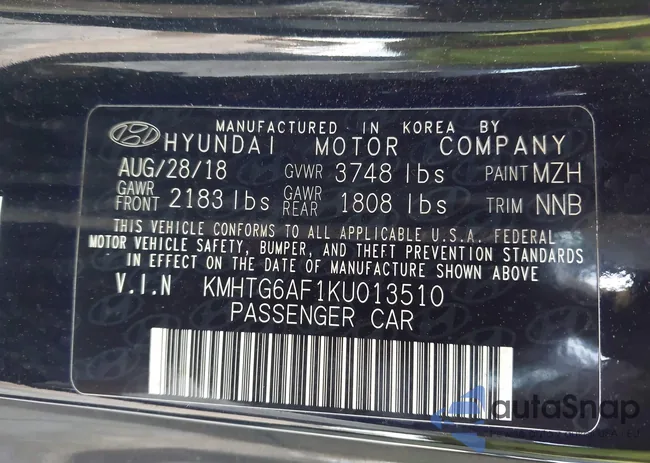 MANUFACTURED IN KOREA BY
HYUNDAI MOTOR COMPANY
AUG/28/18 GVWR 3748 lbs PAINT MZH
GAWR FRONT 2183 lbs GAWR REAR 1808 lbs TRIM NNB
THIS VEHICLE CONFORMS TO ALL APPLICABLE U.S.A. FEDERAL
MOTOR VEHICLE SAFETY, BUMPER, AND THEFT PREVENTION STANDARDS
IN EFFECT ON THE DATE OF MANUFACTURE SHOWN ABOVE
V.I.N KMHTG6AF1KU013510
PASSENGER CAR
autaSnap